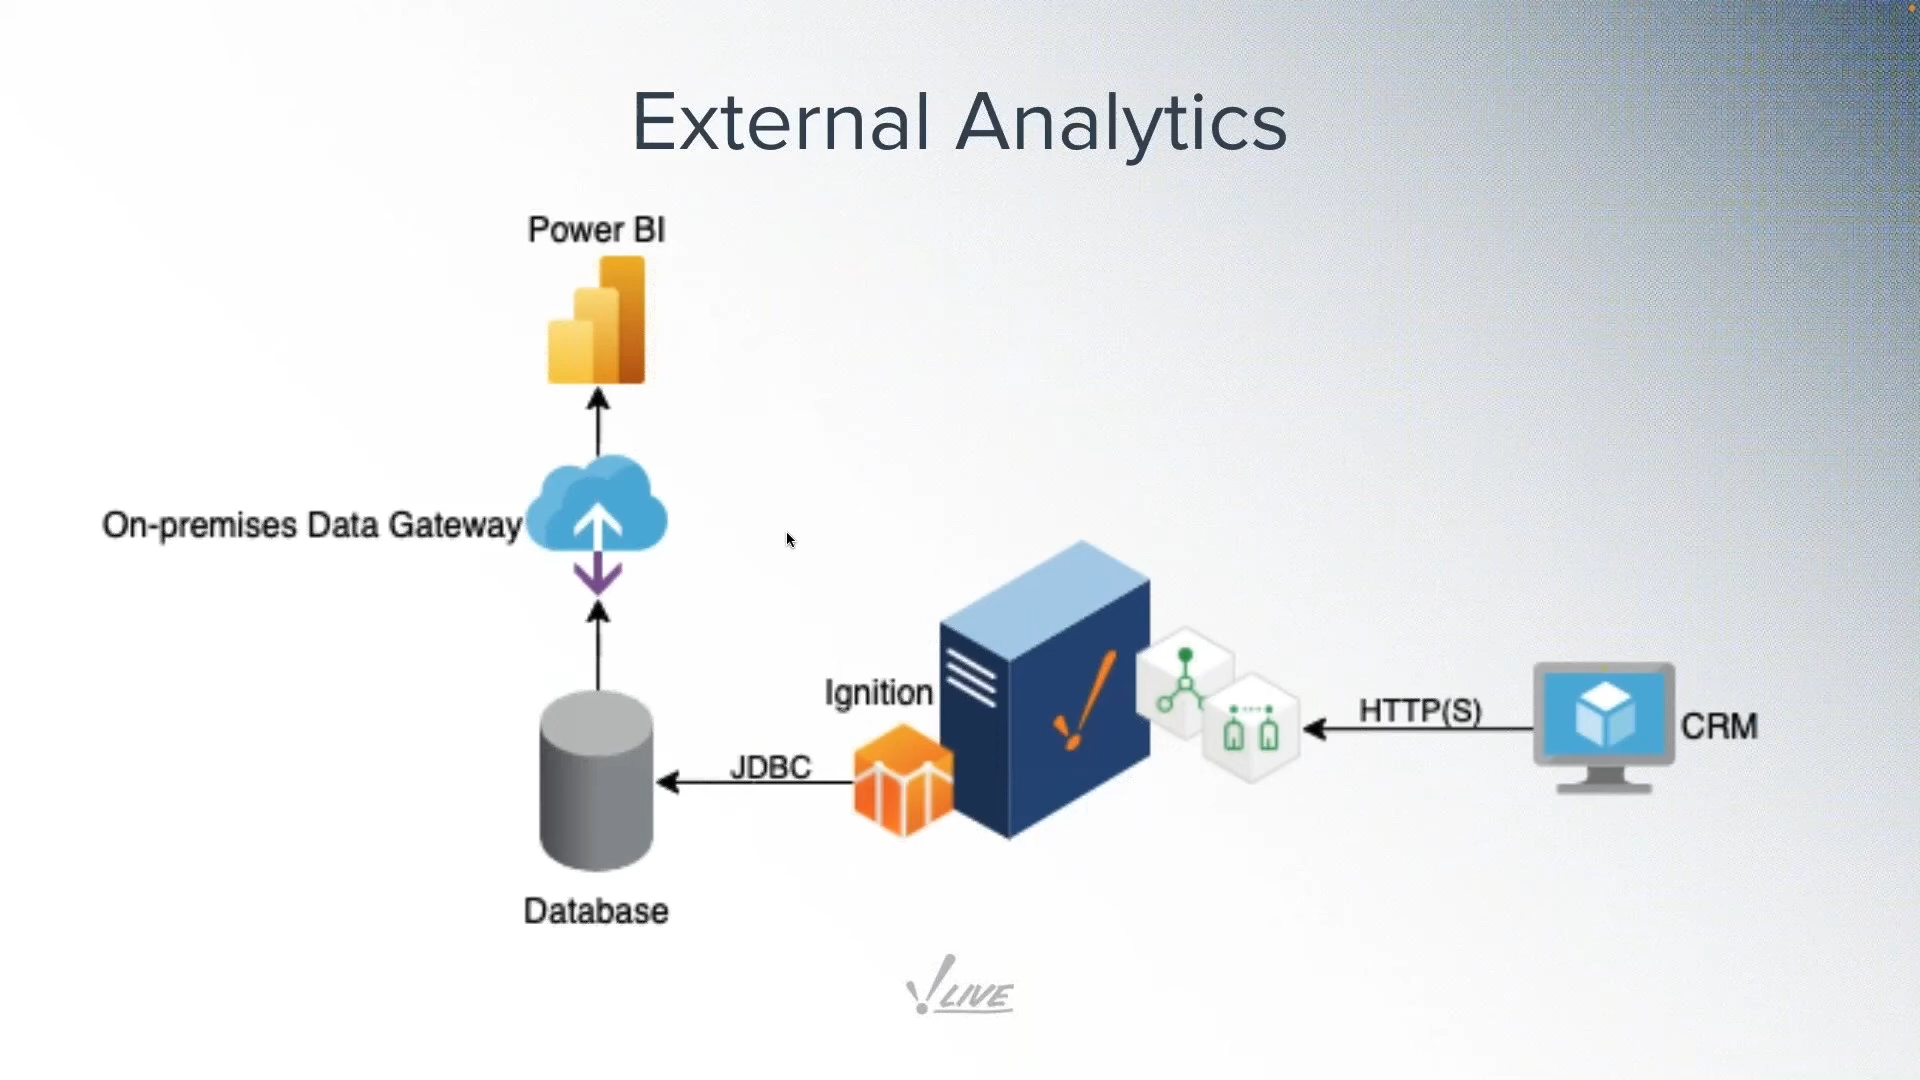 External Analytics
Power BI
On-premises Data Gateway
Ignition
HTTP(S)
CRM
JDBC
Database
LIVE